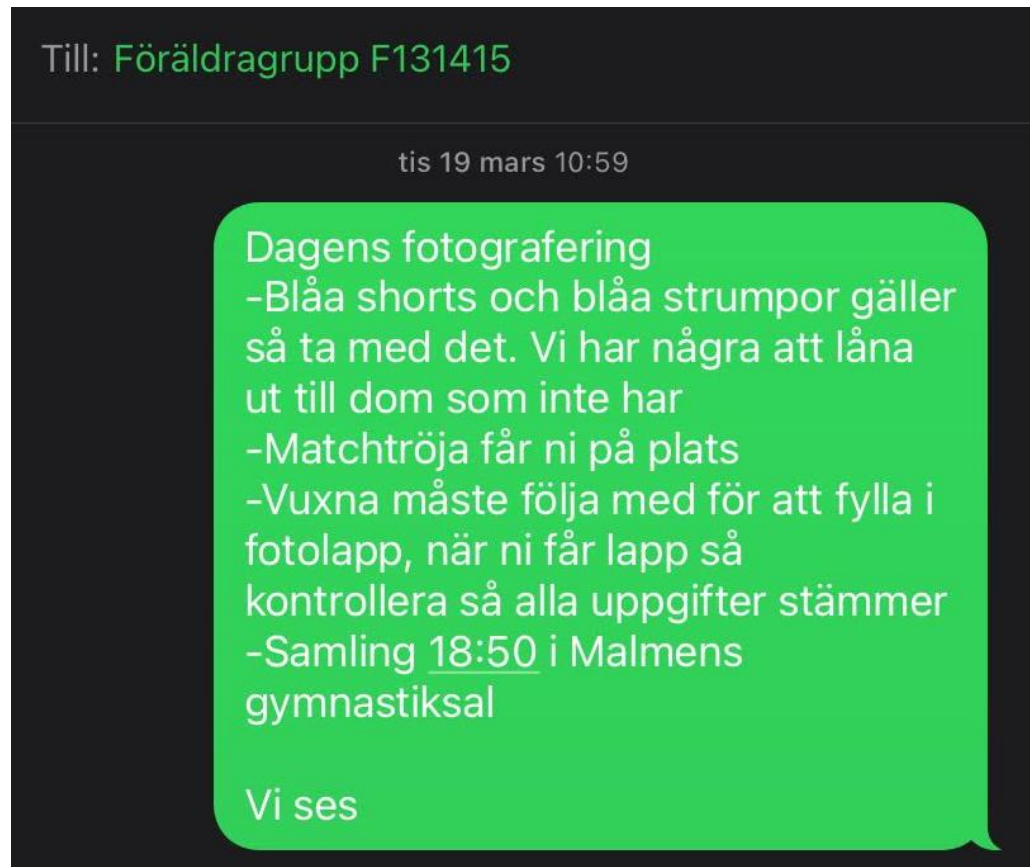 Till: Föräldragrupp F131415
tis 19 mars 10:59
Dagens fotografering
-Blåa shorts och blåa strumpor gäller
så ta med det. Vi har några att låna
ut till dom som inte har
-Matchtröja får ni på plats
-Vuxna måste följa med för att fylla i
fotolapp, när ni får lapp så
kontrollera så alla uppgifter stämmer
-Samling 18:50 i Malmens
gymnastiksal
Vi ses